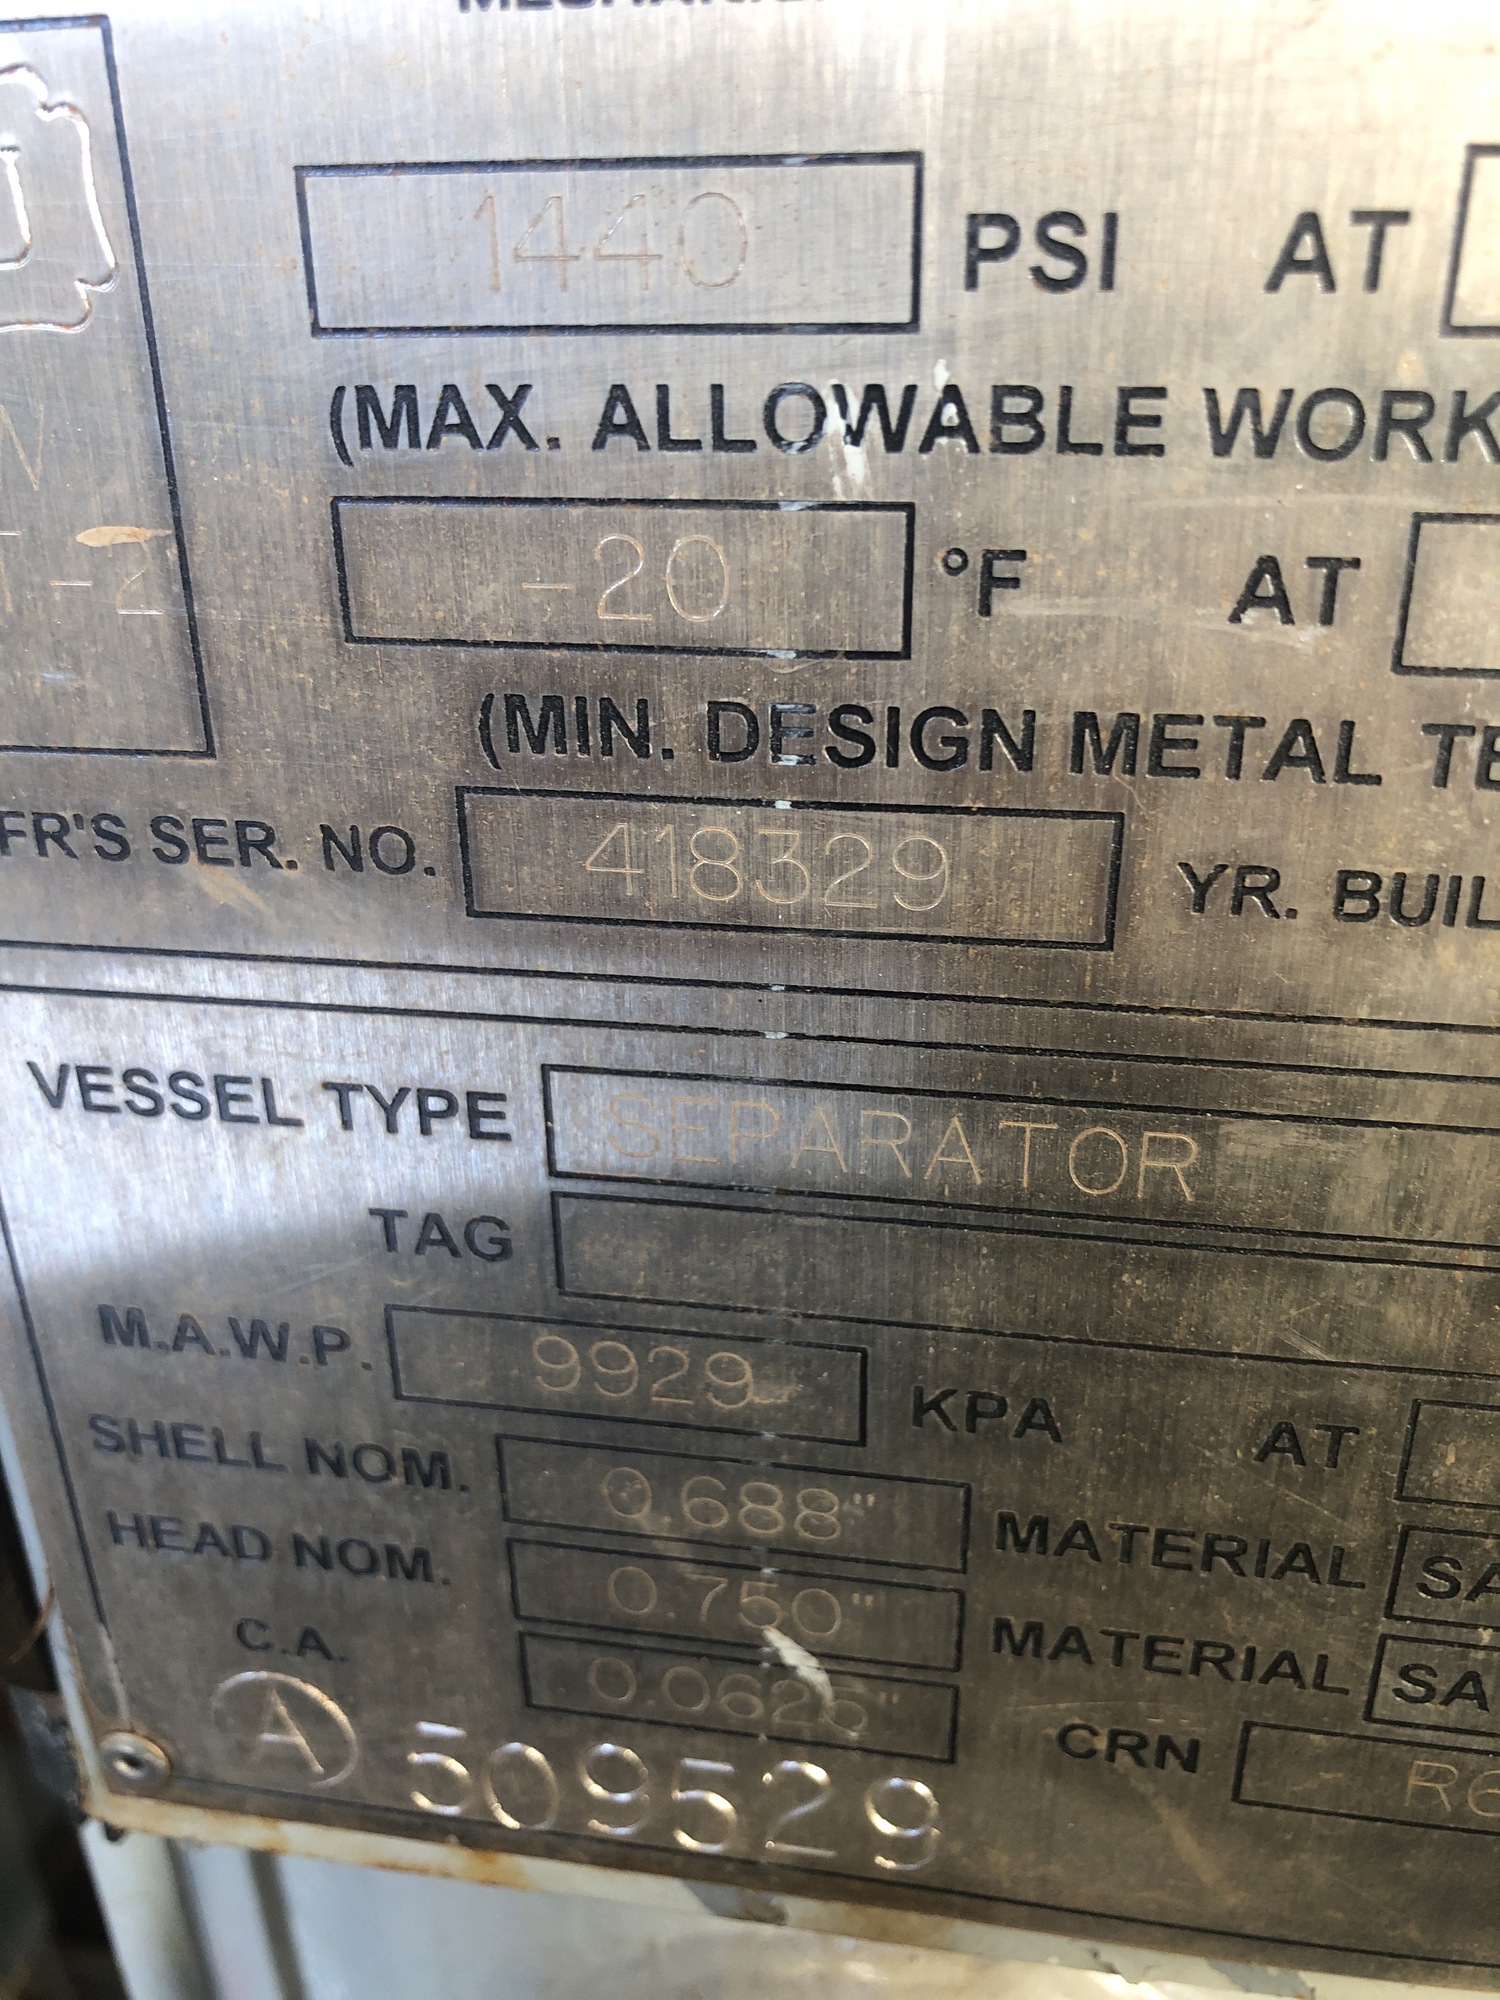 U
1440 PSI AT
(MAX. ALLOWABLE WORK
W
-20 °F AT
-2
(MIN. DESIGN METAL TE
FR'S SER. NO. 418329 YR. BUIL
VESSEL TYPE SEPARATOR
TAG
M.A.W.P. 9929 KPA AT
SHELL NOM. 0.688" MATERIAL SA
HEAD NOM. 0.750" MATERIAL SA
C.A. 0.0625" CRN R6
A 509529